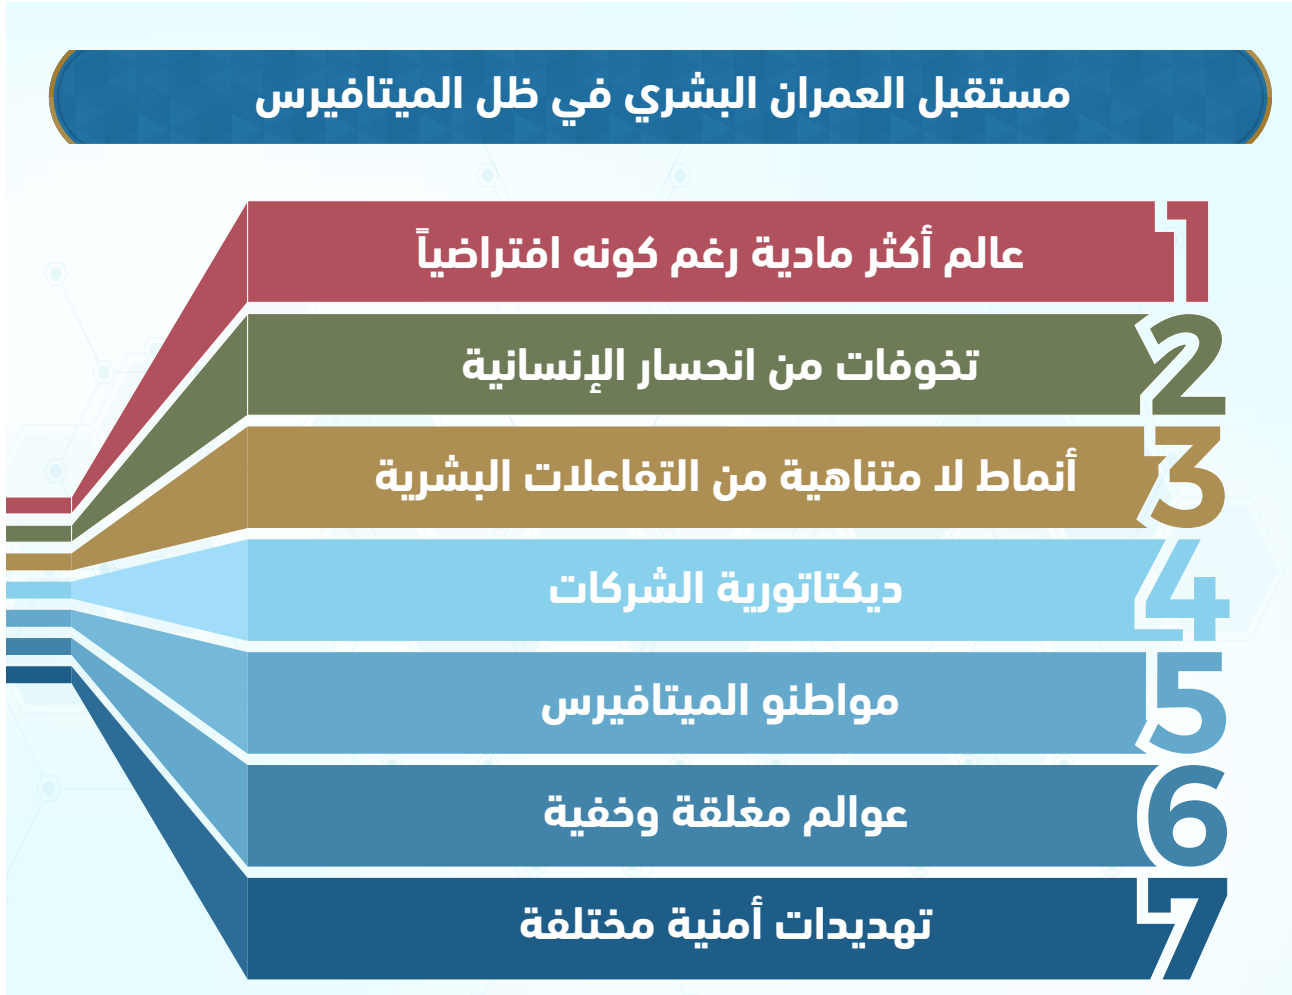 مستقبل العمران البشري في ظل الميتافيرس
1 عالم أكثر مادية رغم كونه افتراضياً
2 تخوفات من انحسار الإنسانية
3 أنماط لا متناهية من التفاعلات البشرية
4 ديكتاتورية الشركات
5 مواطنو الميتافيرس
6 عوالم مغلقة وخفية
7 تهديدات أمنية مختلفة